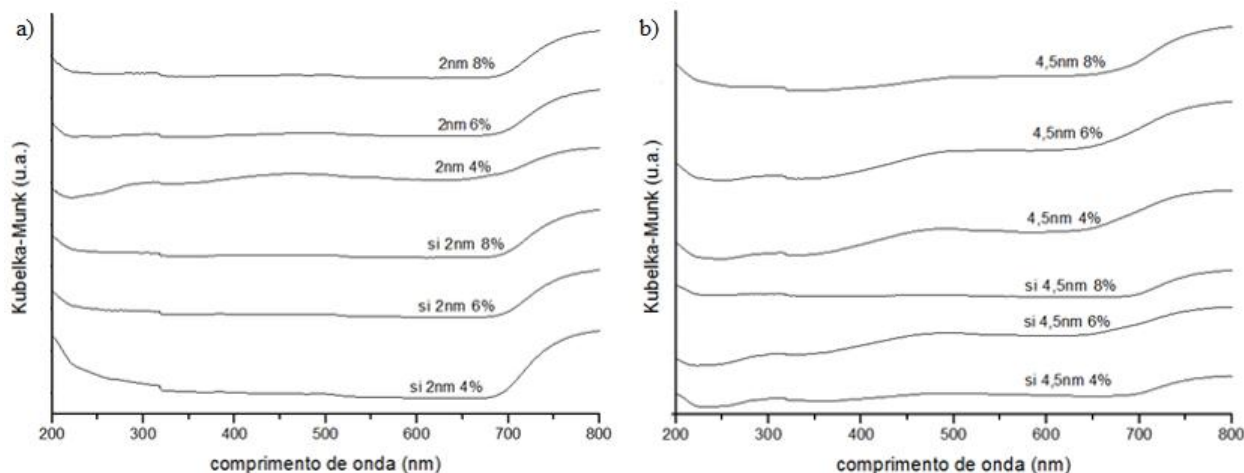 a)
Kubelka-Munk (u.a.)
2nm 8%
2nm 6%
2nm 4%
si 2nm 8%
si 2nm 6%
si 2nm 4%
200 300 400 500 600 700 800
comprimento de onda (nm)
b)
Kubelka-Munk (u.a.)
4,5nm 8%
4,5nm 6%
4,5nm 4%
si 4,5nm 8%
si 4,5nm 6%
si 4,5nm 4%
200 300 400 500 600 700 800
comprimento de onda (nm)